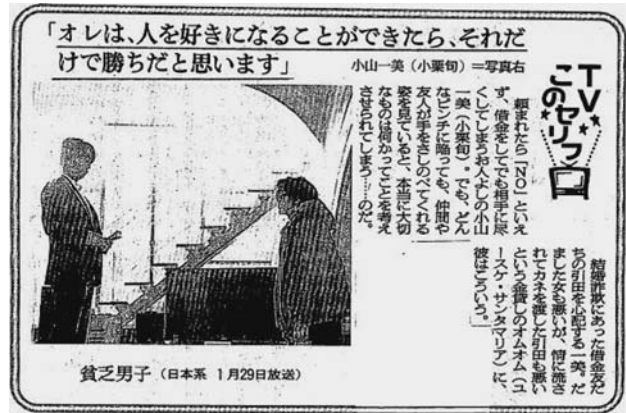 「オレは、人を好きになることができたら、それだ
けで勝ちだと思います」
小山一美(小栗旬)=写真右
TV
このセリフ
頼まれたら「NO」といえ
ず、借金をしてでも相手に尽
くしてしまうお人よしの小山
一美(小栗旬)。でも、どん
なピンチに陥っても、仲間や
友人が手をさしのべてくれる
姿を見ていると、本当に大切
なものは何かってことを考え
させられてしまう…のだ。
結婚詐欺にあった借金友だ
ちの引田を心配する一美。だ
ました女も悪いが、情に流さ
れてカネを渡した引田も悪い
という金貸しのオムオム(ユ
ースケ・サンタマリア)に、
彼はこういう。
貧乏男子(日本系 1月29日放送)